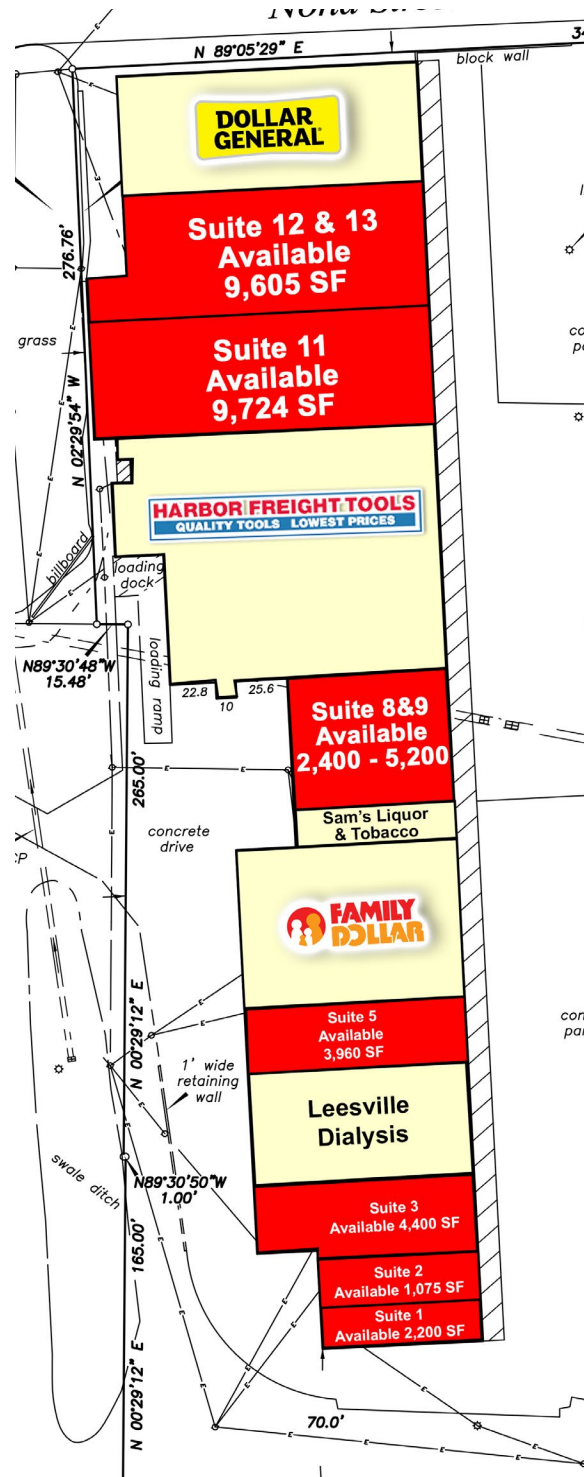 N 89°05'29" E
block wall
DOLLAR
GENERAL
Suite 12 & 13
Available
9,605 SF
276.76'
grass
Suite 11
Available
9,724 SF
N 02°29'54" W
HARBOR FREIGHT TOOLS
QUALITY TOOLS LOWEST PRICES
billboard
loading
dock
loading ramp
N89°30'48"W
15.48'
22.8
10
25.6
Suite 8&9
Available
2,400 - 5,200
265.00'
Sam's Liquor
& Tobacco
concrete
drive
FAMILY
DOLLAR
Suite 5
Available
3,960 SF
N 00°29'12" E
1' wide
retaining
wall
Leesville
Dialysis
swale ditch
N89°30'50"W
1.00'
Suite 3
Available 4,400 SF
165.00'
Suite 2
Available 1,075 SF
Suite 1
Available 2,200 SF
N 00°29'12" E
70.0'